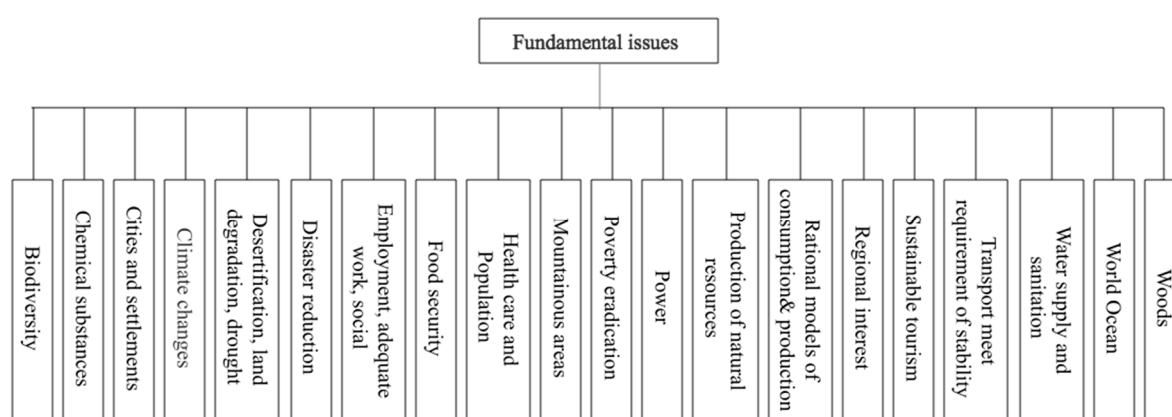 Fundamental issues
Biodiversity
Chemical substances
Cities and settlements
Climate changes
Desertification, land
degradation, drought
Disaster reduction
Employment, adequate
work, social
Food security
Health care and
Population
Mountainous areas
Poverty eradication
Power
Production of natural
resources
Rational models of
consumption& production
Regional interest
Sustainable tourism
Transport meet
requirement of stability
Water supply and
sanitation
World Ocean
Woods